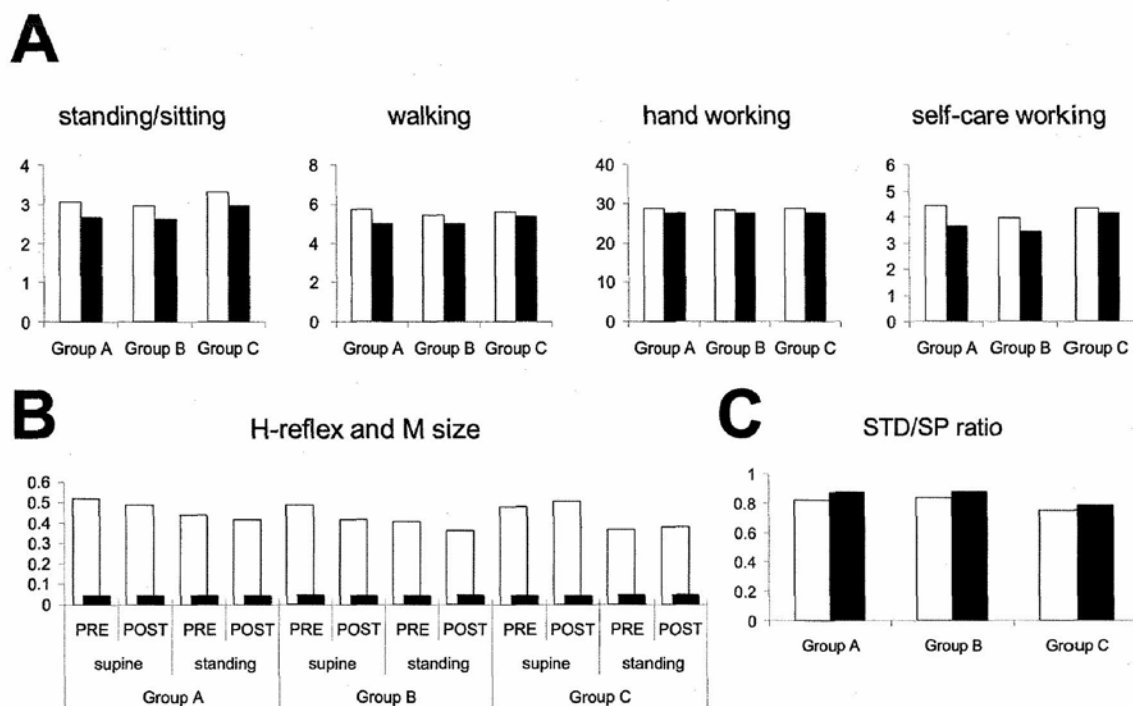 A
standing/sitting walking hand working self-care working
4 8 40 6
5
3 6 30 4
2 4 20 3
2
1 2 10 1
0 0 0 0
Group A Group B Group C Group A Group B Group C Group A Group B Group C Group A Group B Group C
B C
H-reflex and M size STD/SP ratio
0.6 1
0.5 0.8
0.4 0.6
0.3
0.2 0.4
0.1 0.2
0 0
PRE POST PRE POST PRE POST PRE POST PRE POST PRE POST Group A Group B Group C
supine standing supine standing supine standing
Group A Group B Group C